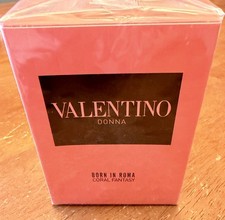 VALENTINO
DONNA
BORN IN ROMA
CORAL FANTASY